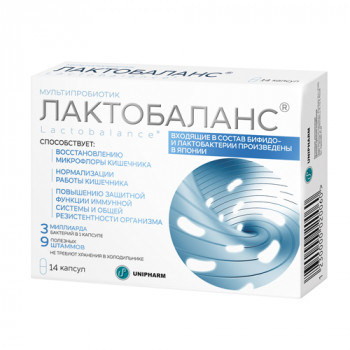 14 капсул
МУЛЬТИПРОБИОТИК
ЛАКТОБАЛАНС®
Lactobalance®
ВХОДЯЩИЕ В СОСТАВ БИФИДО-
И ЛАКТОБАКТЕРИИ ПРОИЗВЕДЕНЫ
В ЯПОНИИ
СПОСОБСТВУЕТ:
ВОССТАНОВЛЕНИЮ
МИКРОФЛОРЫ КИШЕЧНИКА
НОРМАЛИЗАЦИИ
РАБОТЫ КИШЕЧНИКА
ПОВЫШЕНИЮ ЗАЩИТНОЙ
ФУНКЦИИ ИММУННОЙ
СИСТЕМЫ И ОБЩЕЙ
РЕЗИСТЕНТНОСТИ ОРГАНИЗМА
3 МИЛЛИАРДА
БАКТЕРИЙ В 1 КАПСУЛЕ
9 ПОЛЕЗНЫХ
ШТАММОВ
НЕ ТРЕБУЮТ ХРАНЕНИЯ В ХОЛОДИЛЬНИКЕ
14 капсул
UNIPHARM